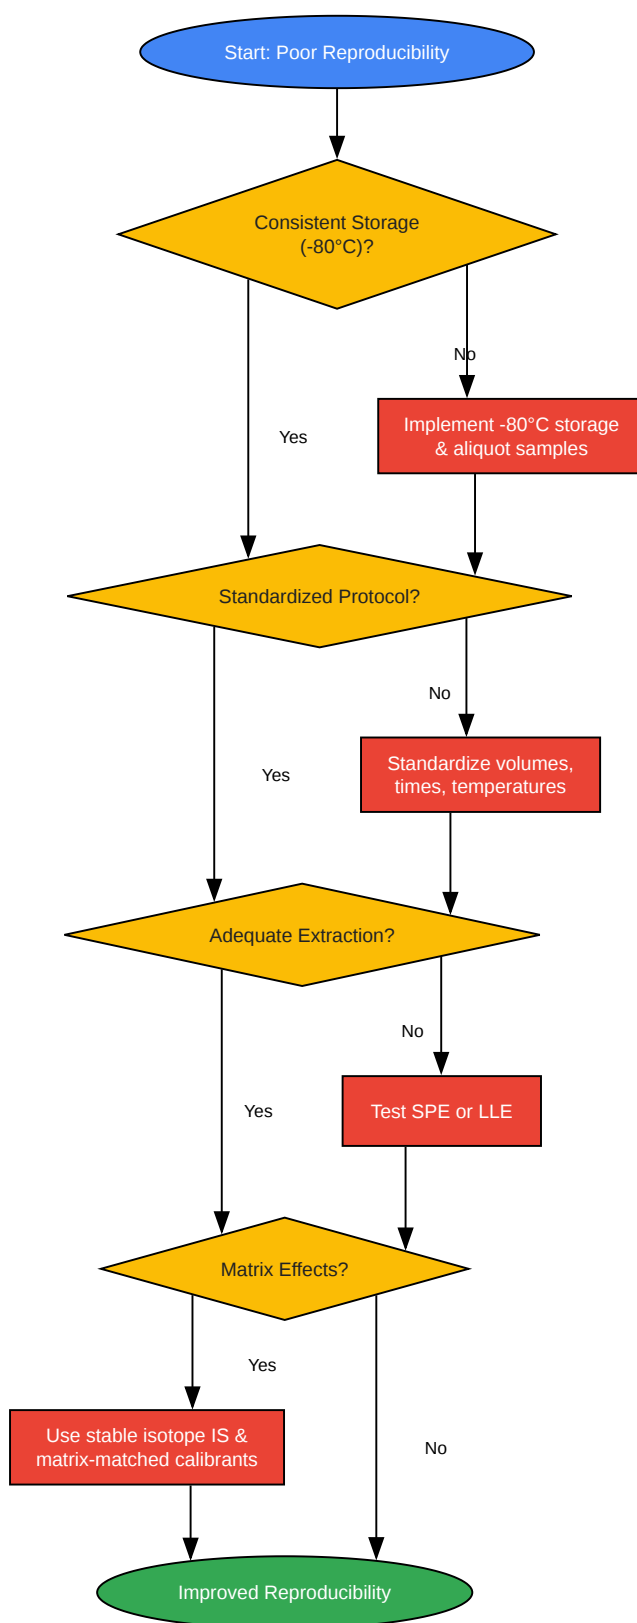 Start: Poor Reproducibility
Consistent Storage
(-80°C)?
No
Implement -80°C storage
& aliquot samples
Yes
Standardized Protocol?
No
Standardize volumes,
times, temperatures
Yes
Adequate Extraction?
No
Test SPE or LLE
Yes
Matrix Effects?
Yes
Use stable isotope IS &
matrix-matched calibrants
No
Improved Reproducibility